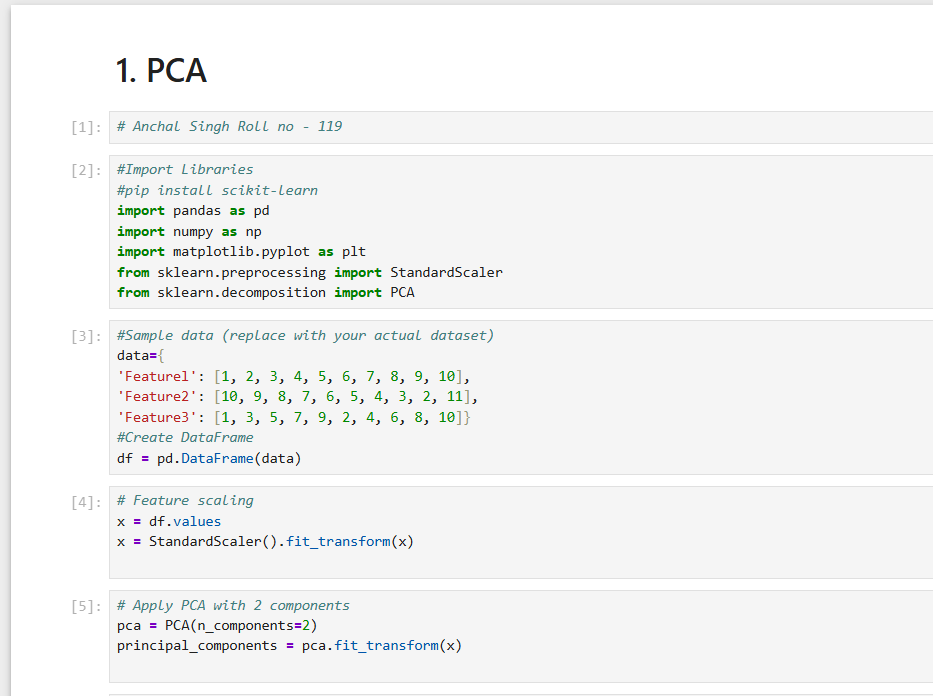 1. PCA
[1]: # Anchal Singh Roll no - 119
[2]: #Import Libraries
#pip install scikit-learn
import pandas as pd
import numpy as np
import matplotlib.pyplot as plt
from sklearn.preprocessing import StandardScaler
from sklearn.decomposition import PCA
[3]: #Sample data (replace with your actual dataset)
data={
'Feature1': [1, 2, 3, 4, 5, 6, 7, 8, 9, 10],
'Feature2': [10, 9, 8, 7, 6, 5, 4, 3, 2, 11],
'Feature3': [1, 3, 5, 7, 9, 2, 4, 6, 8, 10]}
#Create DataFrame
df = pd.DataFrame(data)
[4]: # Feature scaling
x = df.values
x = StandardScaler().fit_transform(x)
[5]: # Apply PCA with 2 components
pca = PCA(n_components=2)
principal_components = pca.fit_transform(x)